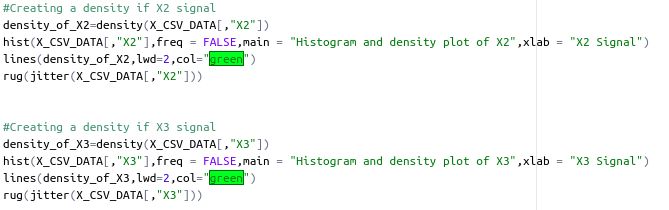 #Creating a density if X2 signal
density_of_X2=density(X_CSV_DATA[,"X2"])
hist(X_CSV_DATA[,"X2"],freq = FALSE,main = "Histogram and density plot of X2",xlab = "X2 Signal")
lines(density_of_X2,lwd=2,col="green")
rug(jitter(X_CSV_DATA[,"X2"]))
#Creating a density if X3 signal
density_of_X3=density(X_CSV_DATA[,"X3"])
hist(X_CSV_DATA[,"X3"],freq = FALSE,main = "Histogram and density plot of X3",xlab = "X3 Signal")
lines(density_of_X3,lwd=2,col="green")
rug(jitter(X_CSV_DATA[,"X3"]))